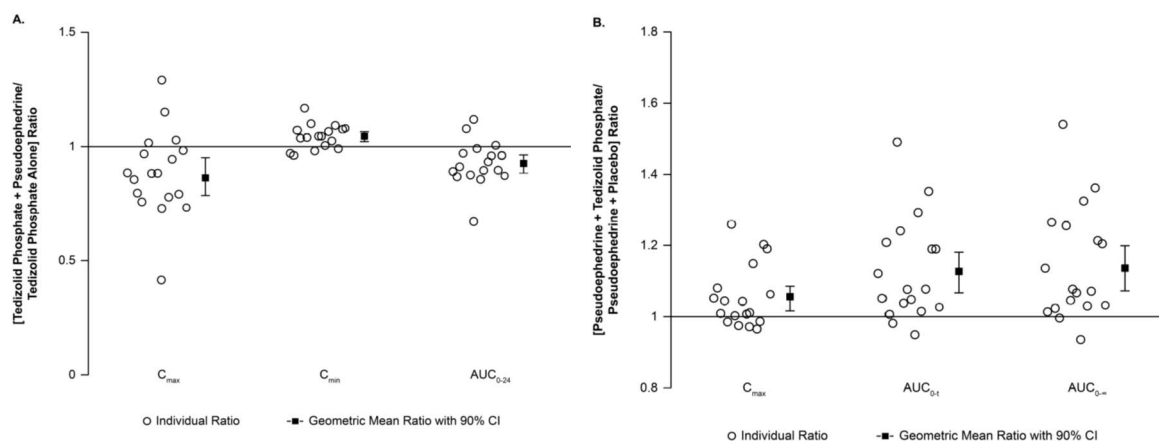 A.
[Tedizolid Phosphate + Pseudoephedrine/
Tedizolid Phosphate Alone] Ratio
1.5
1
0.5
0
Cmax
Cmin
AUC0-24
Individual Ratio
Geometric Mean Ratio with 90% CI
B.
[Pseudoephedrine + Tedizolid Phosphate/
Pseudoephedrine + Placebo] Ratio
1.8
1.6
1.4
1.2
1
0.8
Cmax
AUC0-t
AUC0-∞
Individual Ratio
Geometric Mean Ratio with 90% CI